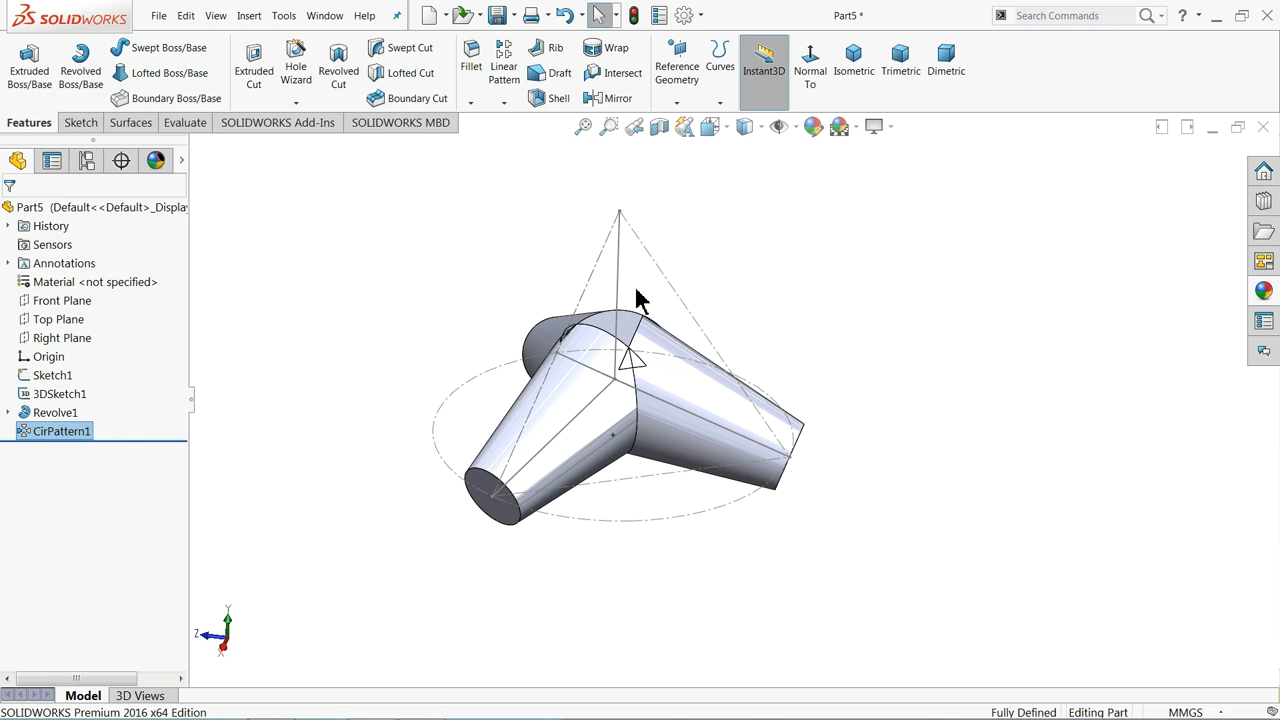 SOLIDWORKS File Edit View Insert Tools Window Help Part5 * Search Commands ?
Extruded Boss/Base
Revolved Boss/Base
Swept Boss/Base
Lofted Boss/Base
Boundary Boss/Base
Extruded Cut
Hole Wizard
Revolved Cut
Swept Cut
Lofted Cut
Boundary Cut
Fillet
Linear Pattern
Rib
Draft
Shell
Wrap
Intersect
Mirror
Reference Geometry
Curves
Instant3D
Normal To
Isometric
Trimetric
Dimetric
Features Sketch Surfaces Evaluate SOLIDWORKS Add-Ins SOLIDWORKS MBD
Part5 (Default<<Default>_Display
History
Sensors
Annotations
Material <not specified>
Front Plane
Top Plane
Right Plane
Origin
Sketch1
3D 3DSketch1
Revolve1
CirPattern1
Y
Z
X
Model 3D Views
SOLIDWORKS Premium 2016 x64 Edition Fully Defined Editing Part MMGS